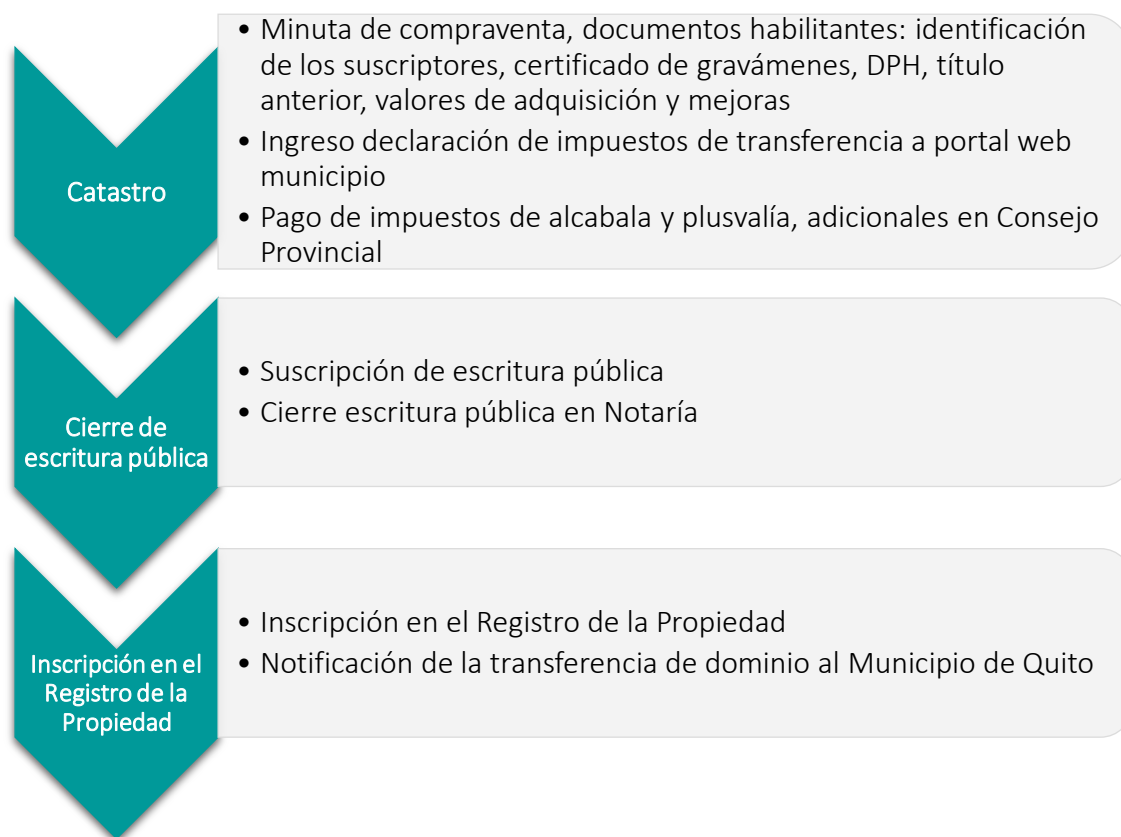 Catastro
• Minuta de compraventa, documentos habilitantes: identificación
de los suscriptores, certificado de gravámenes, DPH, título
anterior, valores de adquisición y mejoras
• Ingreso declaración de impuestos de transferencia a portal web
municipio
• Pago de impuestos de alcabala y plusvalía, adicionales en Consejo
Provincial
Cierre de
escritura pública
• Suscripción de escritura pública
• Cierre escritura pública en Notaría
Inscripción en el
Registro de la
Propiedad
• Inscripción en el Registro de la Propiedad
• Notificación de la transferencia de dominio al Municipio de Quito